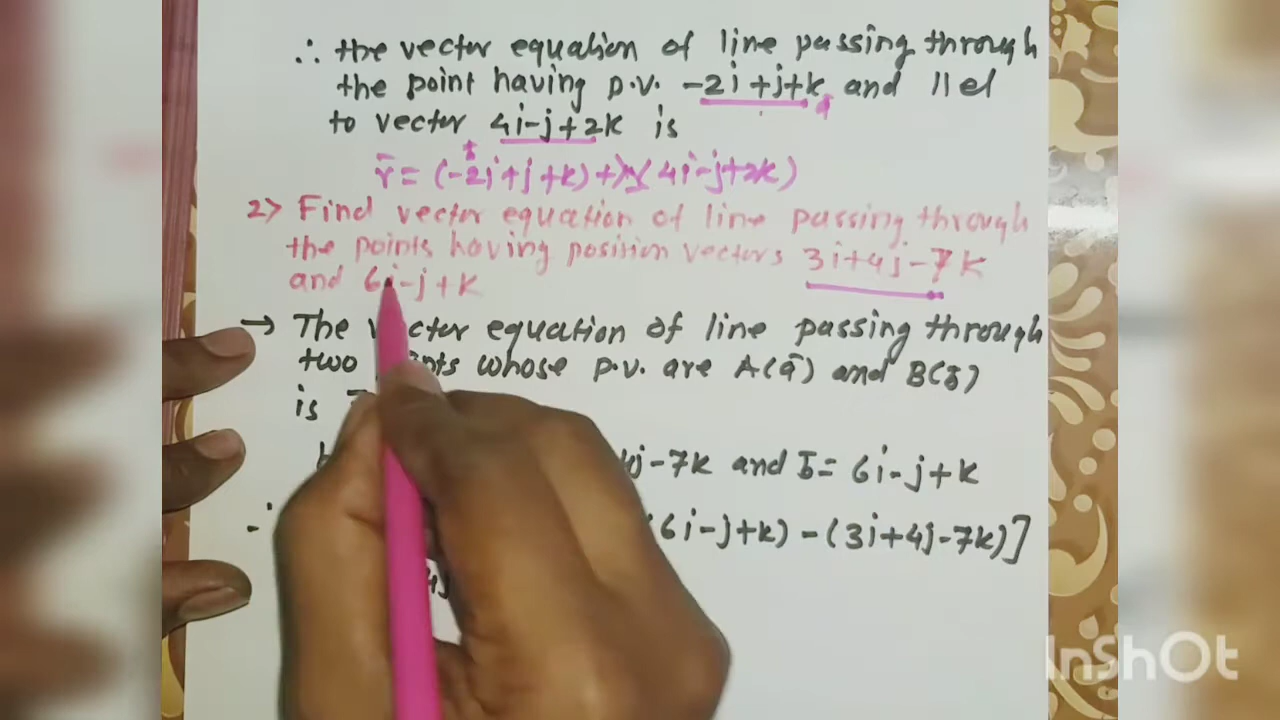 ∴ the vector equation of line passing through
the point having p.v. -2i+j+k and llel
to vector 4i-j+2k is
r̄ = (-2i+j+k)+λ(4i-j+2k)
2> Find vector equation of line passing through
the points having position vectors 3i+4j-7k
and 6i-j+k
→ The vector equation of line passing through
two points whose p.v. are A(ā) and B(b̄)
is
4j-7k and b̄= 6i-j+k
(6i-j+k) - (3i+4j-7k)]
InShOt